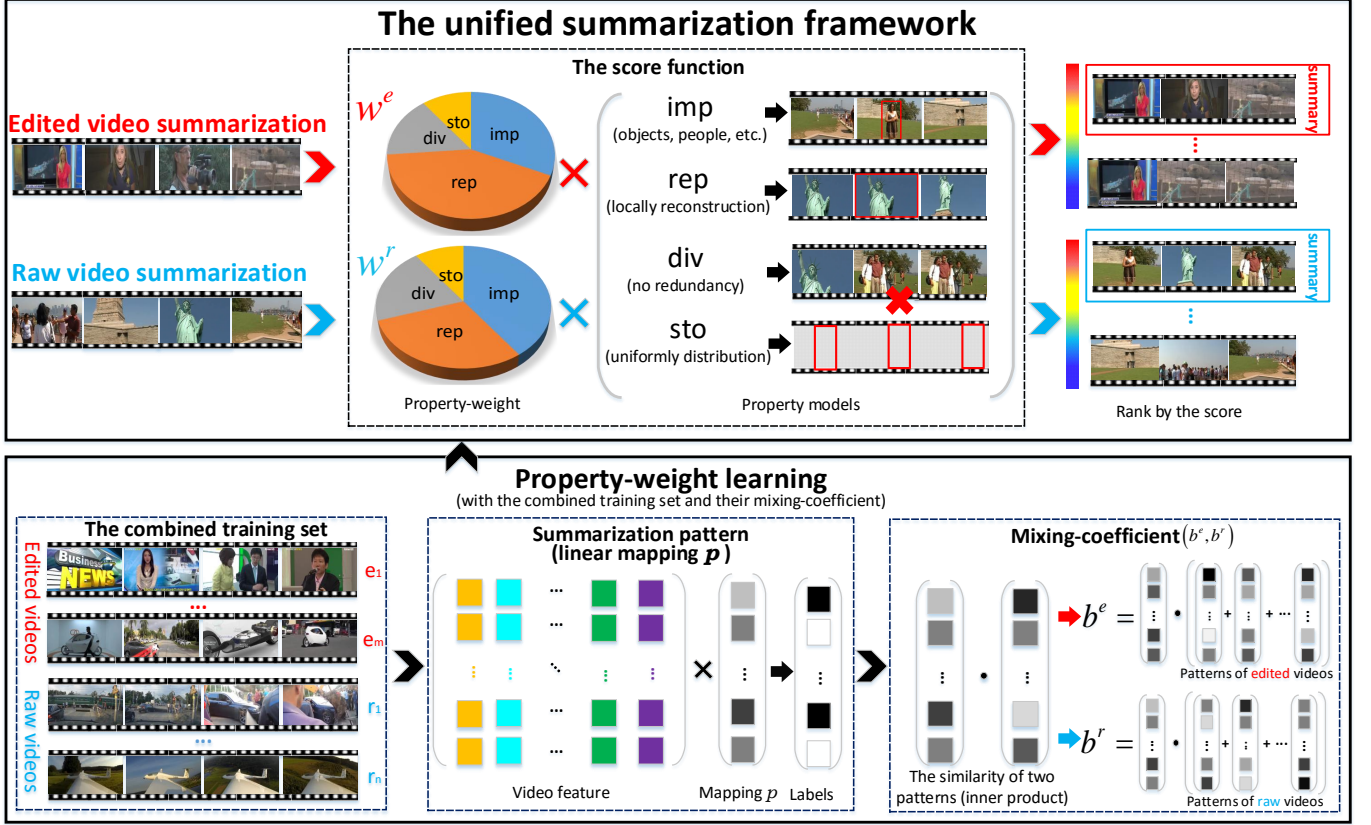 The unified summarization framework
The score function
Edited video summarization
Raw video summarization
w^e
sto
div
imp
rep
w^r
sto
div
imp
rep
Property-weight
imp
(objects, people, etc.)
rep
(locally reconstruction)
div
(no redundancy)
sto
(uniformly distribution)
Property models
summary
...
summary
...
Rank by the score
Property-weight learning
(with the combined training set and their mixing-coefficient)
The combined training set
Edited videos
Business
NEWS
e1
...
em
Raw videos
r1
...
rn
Summarization pattern
(linear mapping p)
Video feature
Mapping p
Labels
Mixing-coefficient (b^e, b^r)
The similarity of two
patterns (inner product)
b^e =
+ + ... +
Patterns of edited videos
b^r =
+ + ... +
Patterns of raw videos